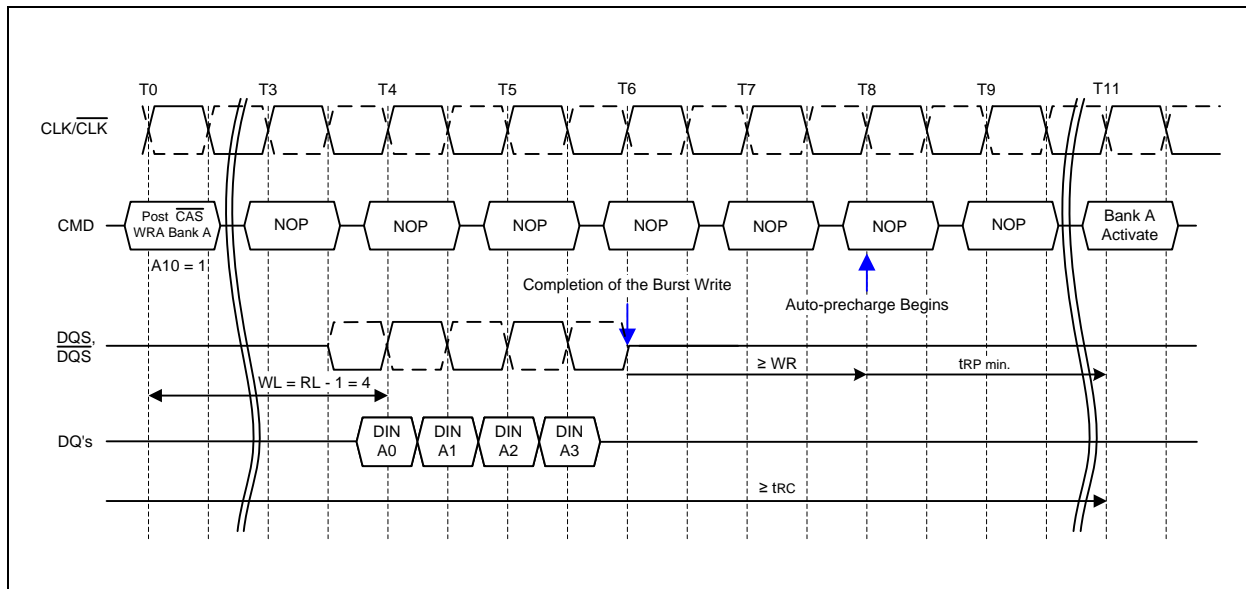 T0 T3 T4 T5 T6 T7 T8 T9 T11
CLK/CLK
CMD
Post CAS
WRA Bank A
NOP NOP NOP NOP NOP NOP NOP
Bank A
Activate
A10 = 1
Completion of the Burst Write
Auto-precharge Begins
DQS,
DQS
≥ WR
tRP min.
WL = RL - 1 = 4
DQ's
DIN
A0
DIN
A1
DIN
A2
DIN
A3
≥ tRC